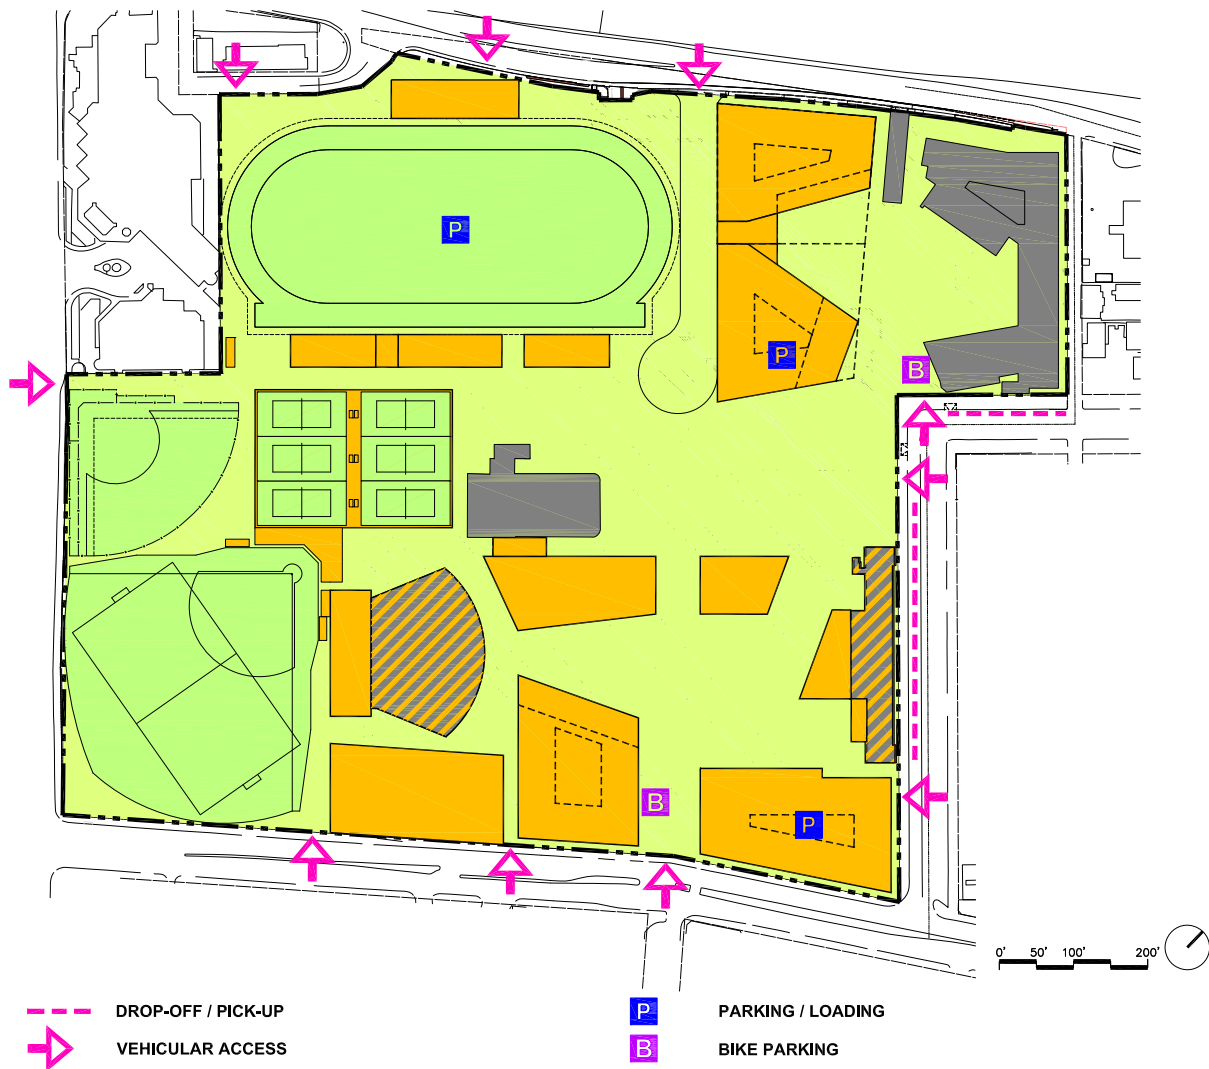 P
P
B
B
P
0' 50' 100' 200'
DROP-OFF / PICK-UP
P PARKING / LOADING
VEHICULAR ACCESS
B BIKE PARKING